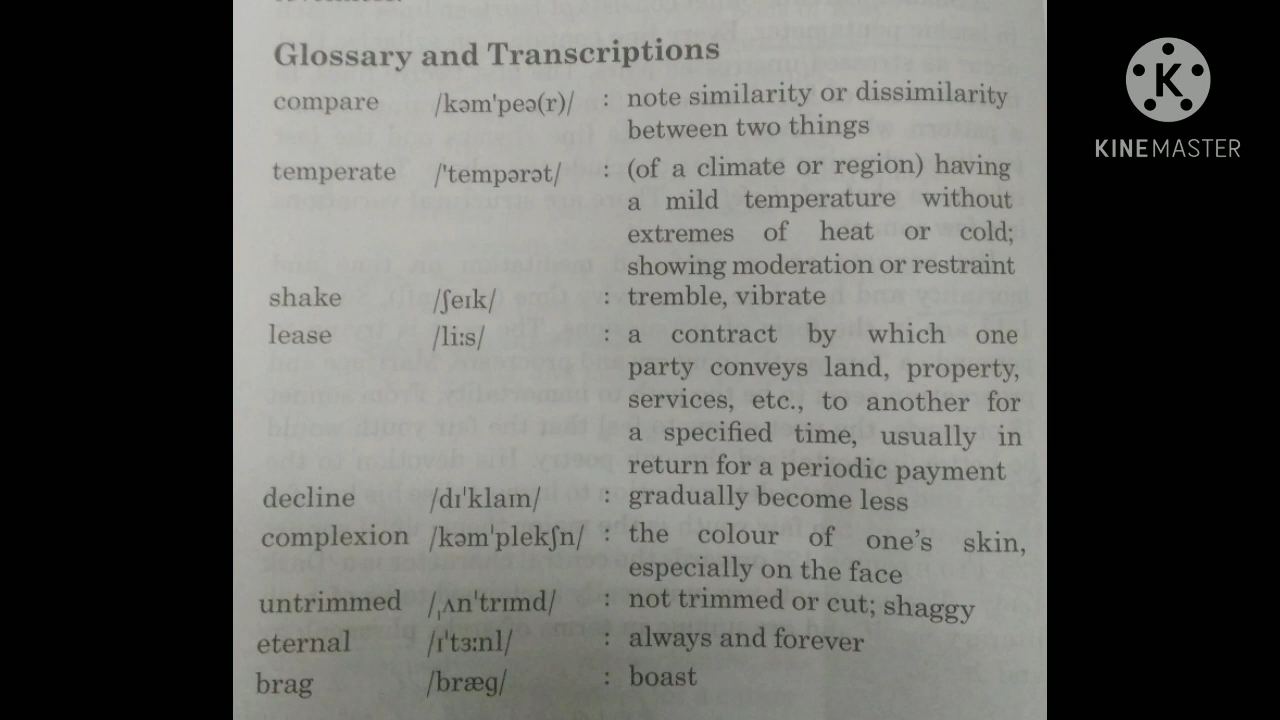 Glossary and Transcriptions
compare /kəm'peə(r)/ : note similarity or dissimilarity
between two things
temperate /'tempərət/ : (of a climate or region) having
a mild temperature without
extremes of heat or cold;
showing moderation or restraint
shake /ʃeɪk/ : tremble, vibrate
lease /li:s/ : a contract by which one
party conveys land, property,
services, etc., to another for
a specified time, usually in
return for a periodic payment
decline /dɪ'klaɪn/ : gradually become less
complexion /kəm'plekʃn/ : the colour of one's skin,
especially on the face
untrimmed /ˌʌn'trɪmd/ : not trimmed or cut; shaggy
eternal /ɪ'tɜ:nl/ : always and forever
brag /bræg/ : boast
K
KINEMASTER